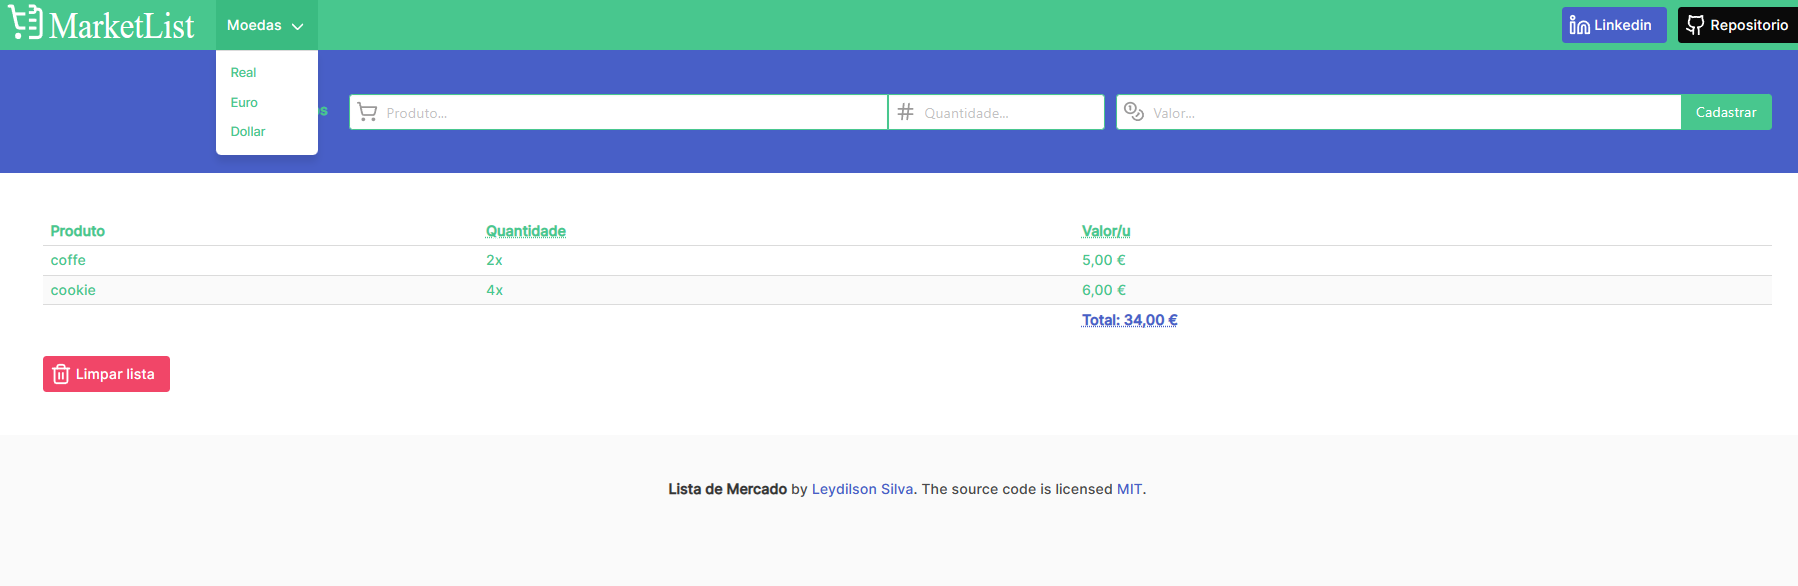 MarketList Moedas Linkedin Repositorio
Real
Euro
Dollar
Produto... Quantidade... Valor... Cadastrar
Produto Quantidade Valor/u
coffe 2x 5,00 €
cookie 4x 6,00 €
Total: 34,00 €
Limpar lista
Lista de Mercado by Leydilson Silva. The source code is licensed MIT.